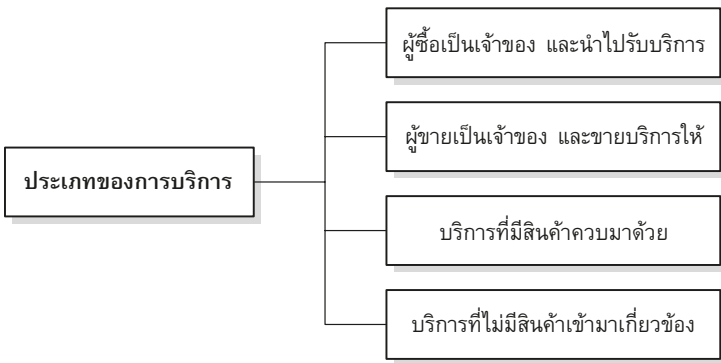 ผู้ซื้อเป็นเจ้าของ และนำไปรับบริการ
ผู้ขายเป็นเจ้าของ และขายบริการให้
ประเภทของการบริการ
บริการที่มีสินค้าควบมาด้วย
บริการที่ไม่มีสินค้าเข้ามาเกี่ยวข้อง